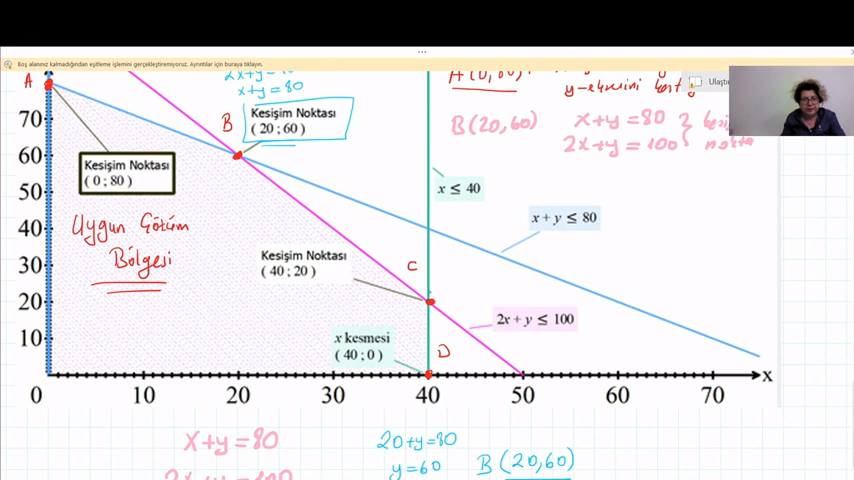 Boş alanınız kalmadığından eşitleme işlemini gerçekleştiremiyoruz. Ayrıntılar için buraya tıklayın.
x+y=80
A
A(0,80)
y-eksenini
Ulaştır
70
60
50
40
30
20
10
B
Kesişim Noktası
(20 ; 60)
B(20,60)
x+y=80
2x+y=100
Kesişim Noktası
(0 ; 80)
x ≤ 40
x + y ≤ 80
Uygun Çözüm
Bölgesi
Kesişim Noktası
(40 ; 20)
C
2x + y ≤ 100
x kesmesi
(40 ; 0)
D
0 10 20 30 40 50 60 70 x
x+y=80
20+y=80
y=60
B(20,60)